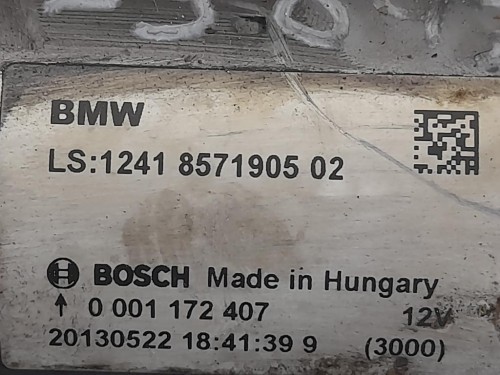 BMW
LS:1241 8571905 02
BOSCH Made in Hungary
↑ 0 001 172 407 12V
20130522 18:41:39 9 (3000)